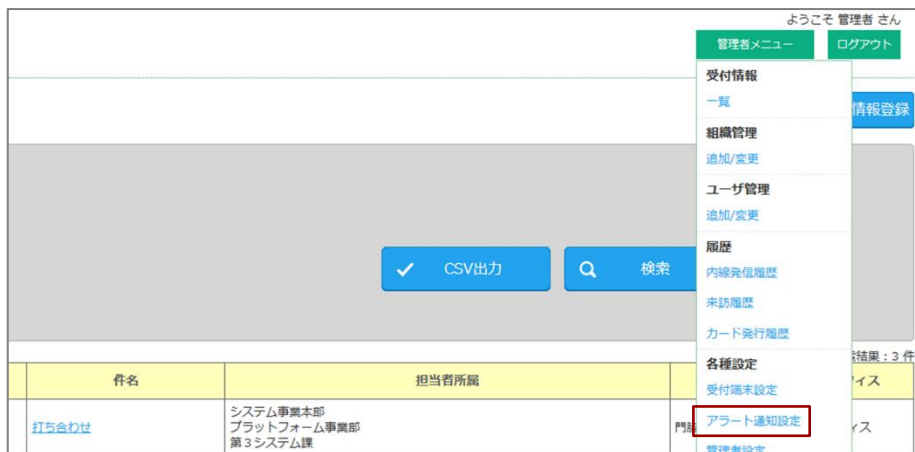 ようこそ 管理者 さん
管理者メニュー
ログアウト
受付情報
一覧
情報登録
組織管理
追加/変更
ユーザ管理
追加/変更
履歴
内線発信履歴
来訪履歴
カード発行履歴
各種設定
受付端末設定
アラート通知設定
管理者設定
CSV出力
検索
結果:3 件
件名
担当者所属
ィス
打ち合わせ
システム事業本部
プラットフォーム事業部
第3システム課
門脇
ィス